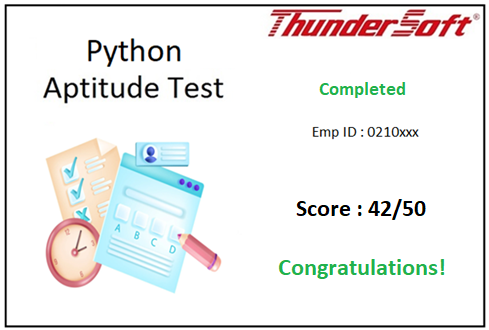 Python
Aptitude Test
ThunderSoft®
Completed
Emp ID : 0210xxx
Score : 42/50
Congratulations!
A B C D